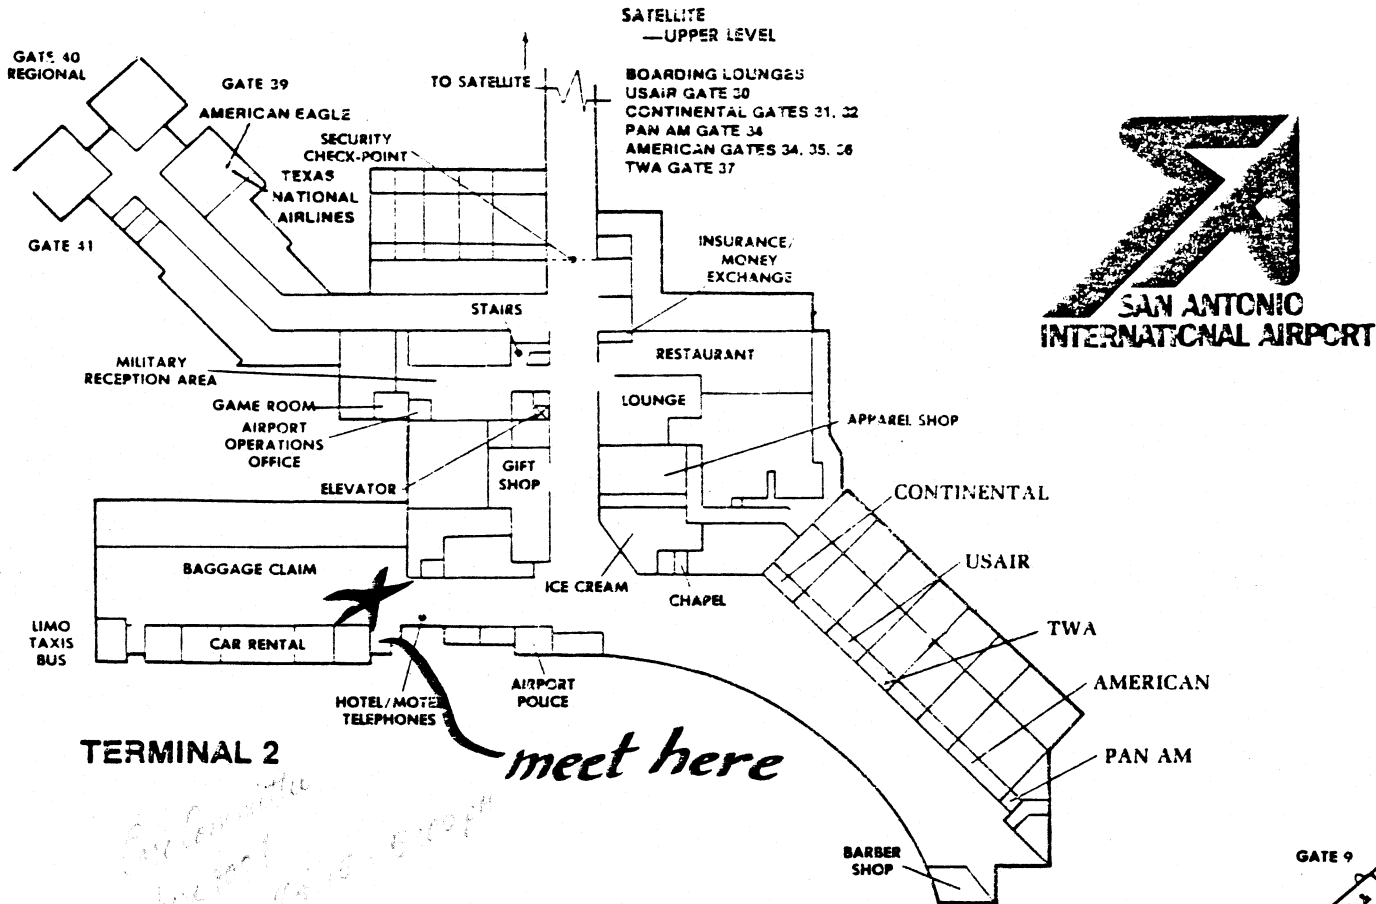 SATELLITE
—UPPER LEVEL
BOARDING LOUNGES
USAIR GATE 30
CONTINENTAL GATES 31, 32
PAN AM GATE 34
AMERICAN GATES 34, 35, 36
TWA GATE 37
TO SATELLITE
GATE 40
REGIONAL
GATE 39
AMERICAN EAGLE
SECURITY
CHECK-POINT
TEXAS
NATIONAL
AIRLINES
GATE 41
SAN ANTONIO
INTERNATIONAL AIRPORT
INSURANCE/
MONEY
EXCHANGE
STAIRS
RESTAURANT
MILITARY
RECEPTION AREA
GAME ROOM
LOUNGE
APPAREL SHOP
AIRPORT
OPERATIONS
OFFICE
GIFT
SHOP
ELEVATOR
CONTINENTAL
USAIR
BAGGAGE CLAIM
ICE CREAM
CHAPEL
TWA
LIMO
TAXIS
BUS
CAR RENTAL
AMERICAN
HOTEL/MOTEL
TELEPHONES
AIRPORT
POLICE
PAN AM
TERMINAL 2
meet here
BARBER
SHOP
GATE 9